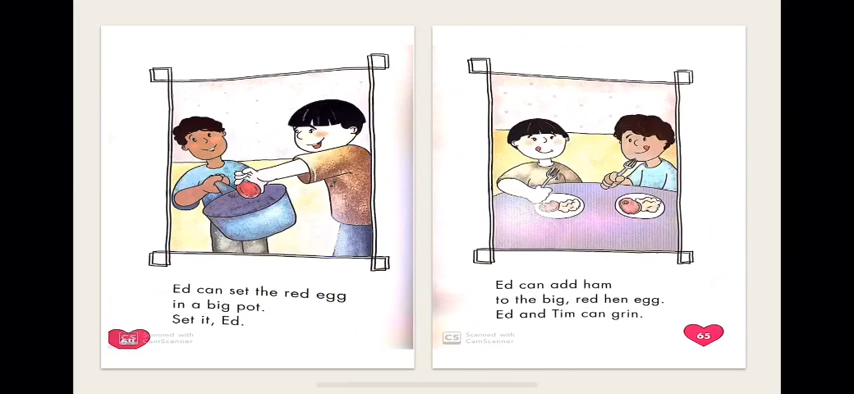 Ed can set the red egg
in a big pot.
Set it, Ed.
CS
Scanned with
CamScanner
Ed can add ham
to the big, red hen egg.
Ed and Tim can grin.
CS
Scanned with
CamScanner
65